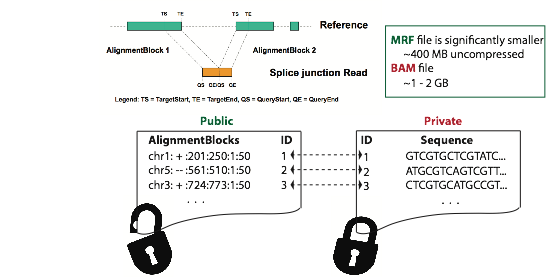 TS TE TS TE
Reference
AlignmentBlock 1
AlignmentBlock 2
Splice junction Read
QS QE QS QE
Legend: TS = TargetStart, TE = TargetEnd, QS = QueryStart, QE = QueryEnd
MRF file is significantly smaller
~400 MB uncompressed
BAM file
~1 - 2 GB
Public
AlignmentBlocks ID
chr1: + :201:250:1:50 1
chr5: -- :561:510:1:50 2
chr3: + :724:773:1:50 3
. . .
Private
ID Sequence
1 GTCGTGCTCGTATC...
2 ATGCGTCAGTCGTT...
3 CTCGTGCATGCCGT...
. . .